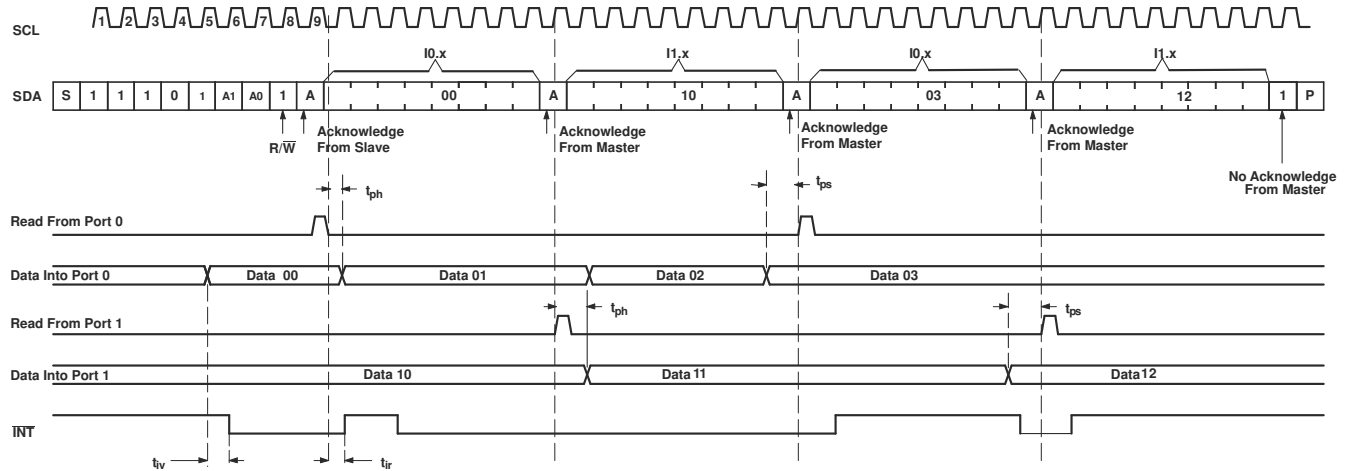 SCL
1 2 3 4 5 6 7 8 9
I0.x I1.x I0.x I1.x
SDA S 1 1 1 0 1 A1 A0 1 A 00 A 10 A 03 A 12 1 P
R/W
Acknowledge
From Slave
Acknowledge
From Master
Acknowledge
From Master
Acknowledge
From Master
No Acknowledge
From Master
tph
tps
Read From Port 0
Data Into Port 0 Data 00 Data 01 Data 02 Data 03
Read From Port 1 tph tps
Data Into Port 1 Data 10 Data 11 Data 12
INT
tiv tir